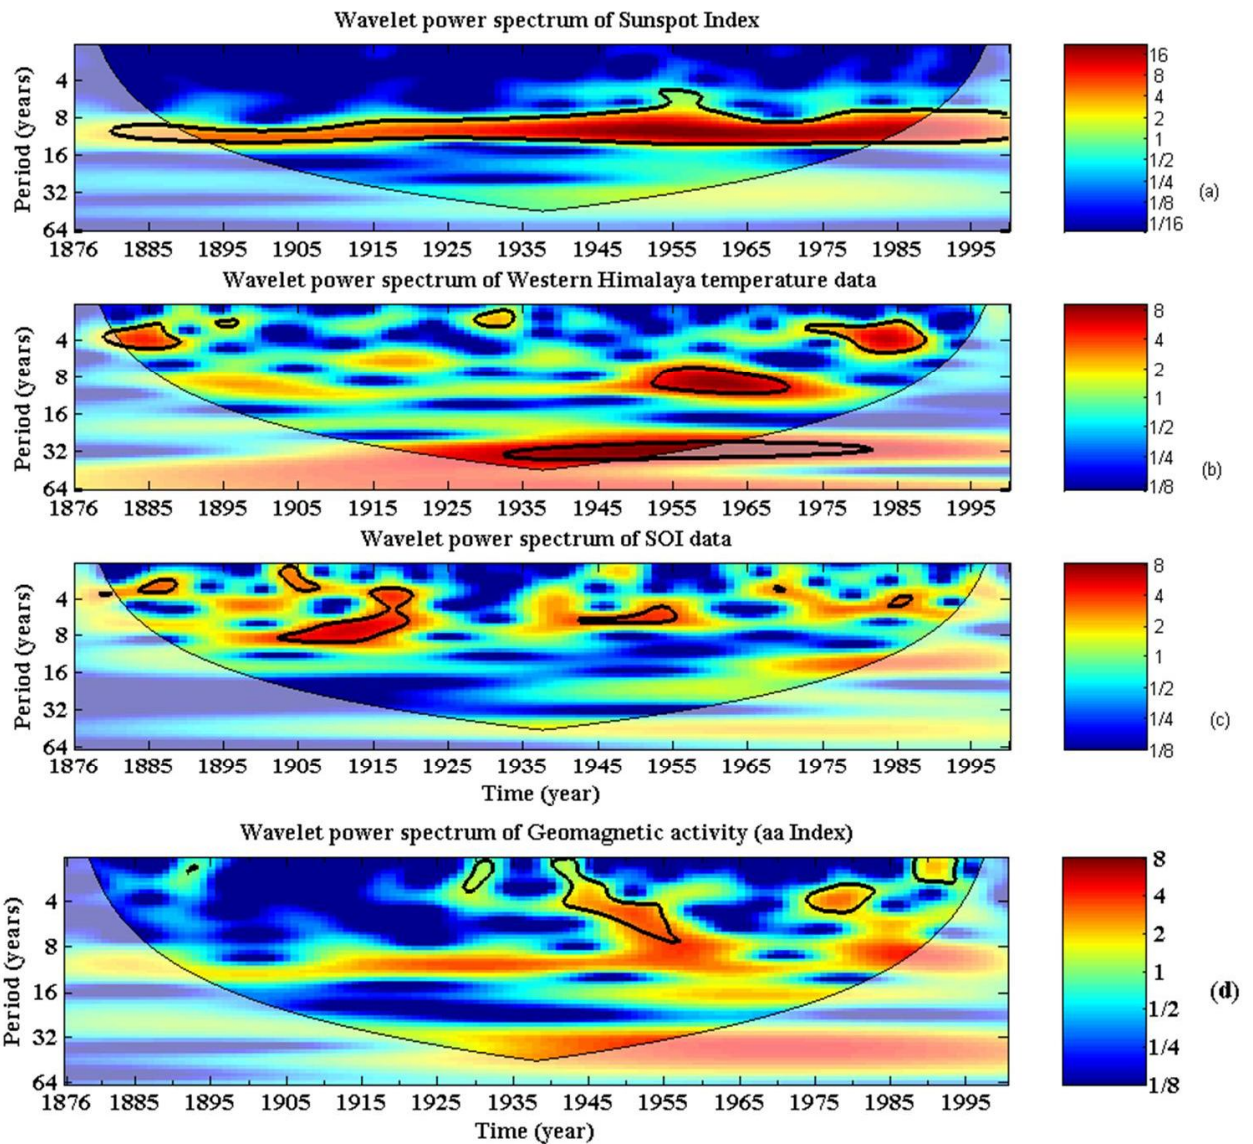 Wavelet power spectrum of Sunspot Index
Period (years)
4
8
16
32
64
1876 1885 1895 1905 1915 1925 1935 1945 1955 1965 1975 1985 1995
16
8
4
2
1
1/2
1/4
1/8
1/16
(a)
Wavelet power spectrum of Western Himalaya temperature data
Period (years)
4
8
16
32
64
1876 1885 1895 1905 1915 1925 1935 1945 1955 1965 1975 1985 1995
8
4
2
1
1/2
1/4
1/8
(b)
Wavelet power spectrum of SOI data
Period (years)
4
8
16
32
64
1876 1885 1895 1905 1915 1925 1935 1945 1955 1965 1975 1985 1995
Time (year)
8
4
2
1
1/2
1/4
1/8
(c)
Wavelet power spectrum of Geomagnetic activity (aa Index)
Period (years)
4
8
16
32
64
1876 1885 1895 1905 1915 1925 1935 1945 1955 1965 1975 1985 1995
Time (year)
8
4
2
1
1/2
1/4
1/8
(d)